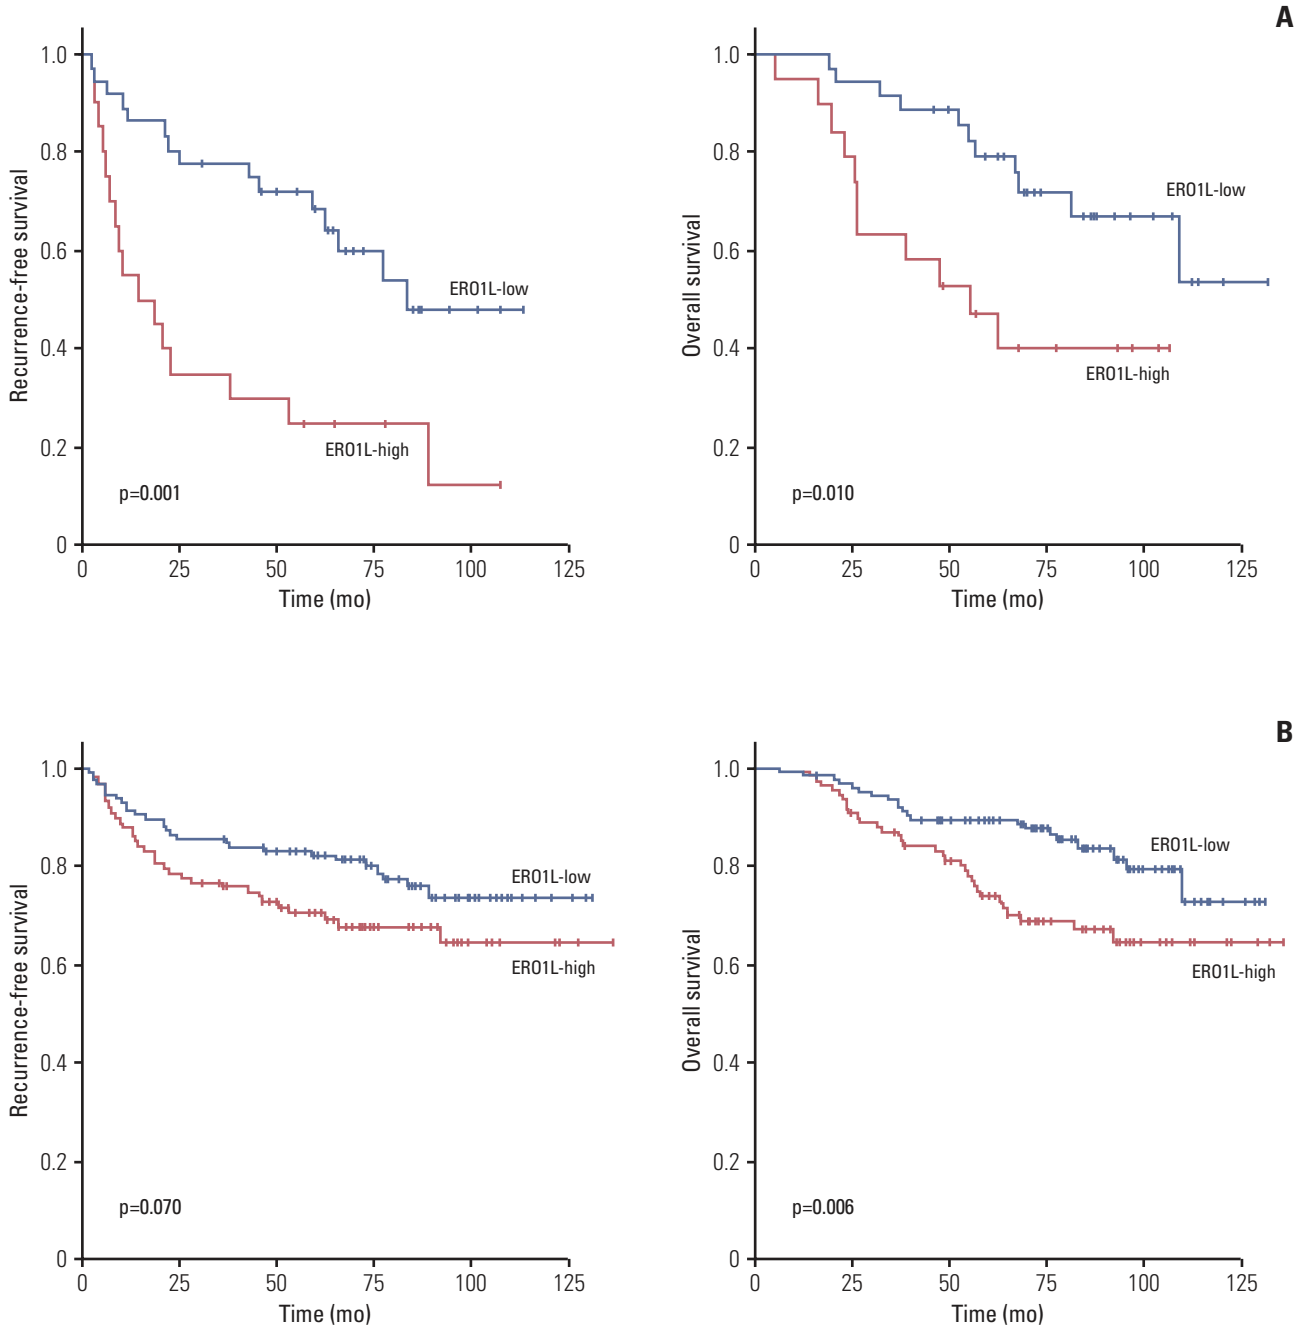 A
1.0
0.8
0.6
0.4
0.2
0
Recurrence-free survival
ERO1L-low
ERO1L-high
p=0.001
0 25 50 75 100 125
Time (mo)
1.0
0.8
0.6
0.4
0.2
0
Overall survival
ERO1L-low
ERO1L-high
p=0.010
0 25 50 75 100 125
Time (mo)
B
1.0
0.8
0.6
0.4
0.2
0
Recurrence-free survival
ERO1L-low
ERO1L-high
p=0.070
0 25 50 75 100 125
Time (mo)
1.0
0.8
0.6
0.4
0.2
0
Overall survival
ERO1L-low
ERO1L-high
p=0.006
0 25 50 75 100 125
Time (mo)